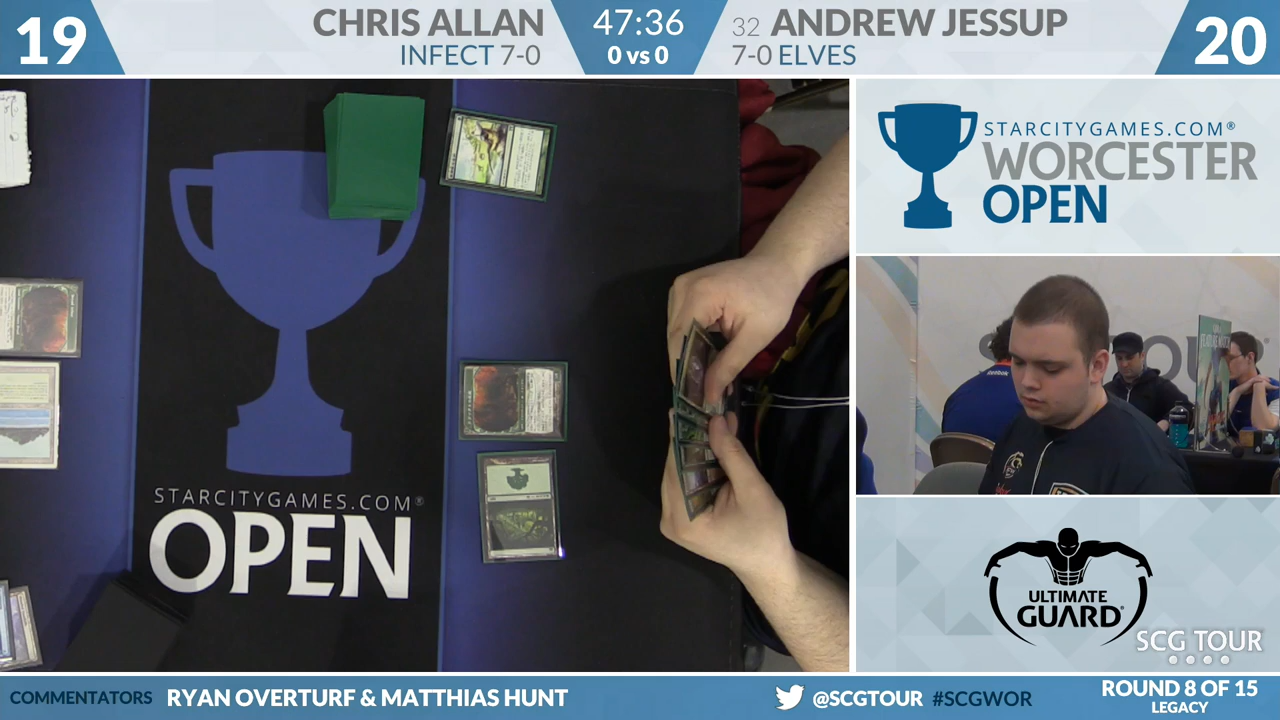 19
CHRIS ALLAN
INFECT 7-0
47:36
0 vs 0
32 ANDREW JESSUP
7-0 ELVES
20
STARCITYGAMES.COM®
OPEN
STARCITYGAMES.COM®
WORCESTER
OPEN
ULTIMATE
GUARD®
SCG TOUR
COMMENTATORS RYAN OVERTURF & MATTHIAS HUNT
@SCGTOUR #SCGWOR
ROUND 8 OF 15
LEGACY